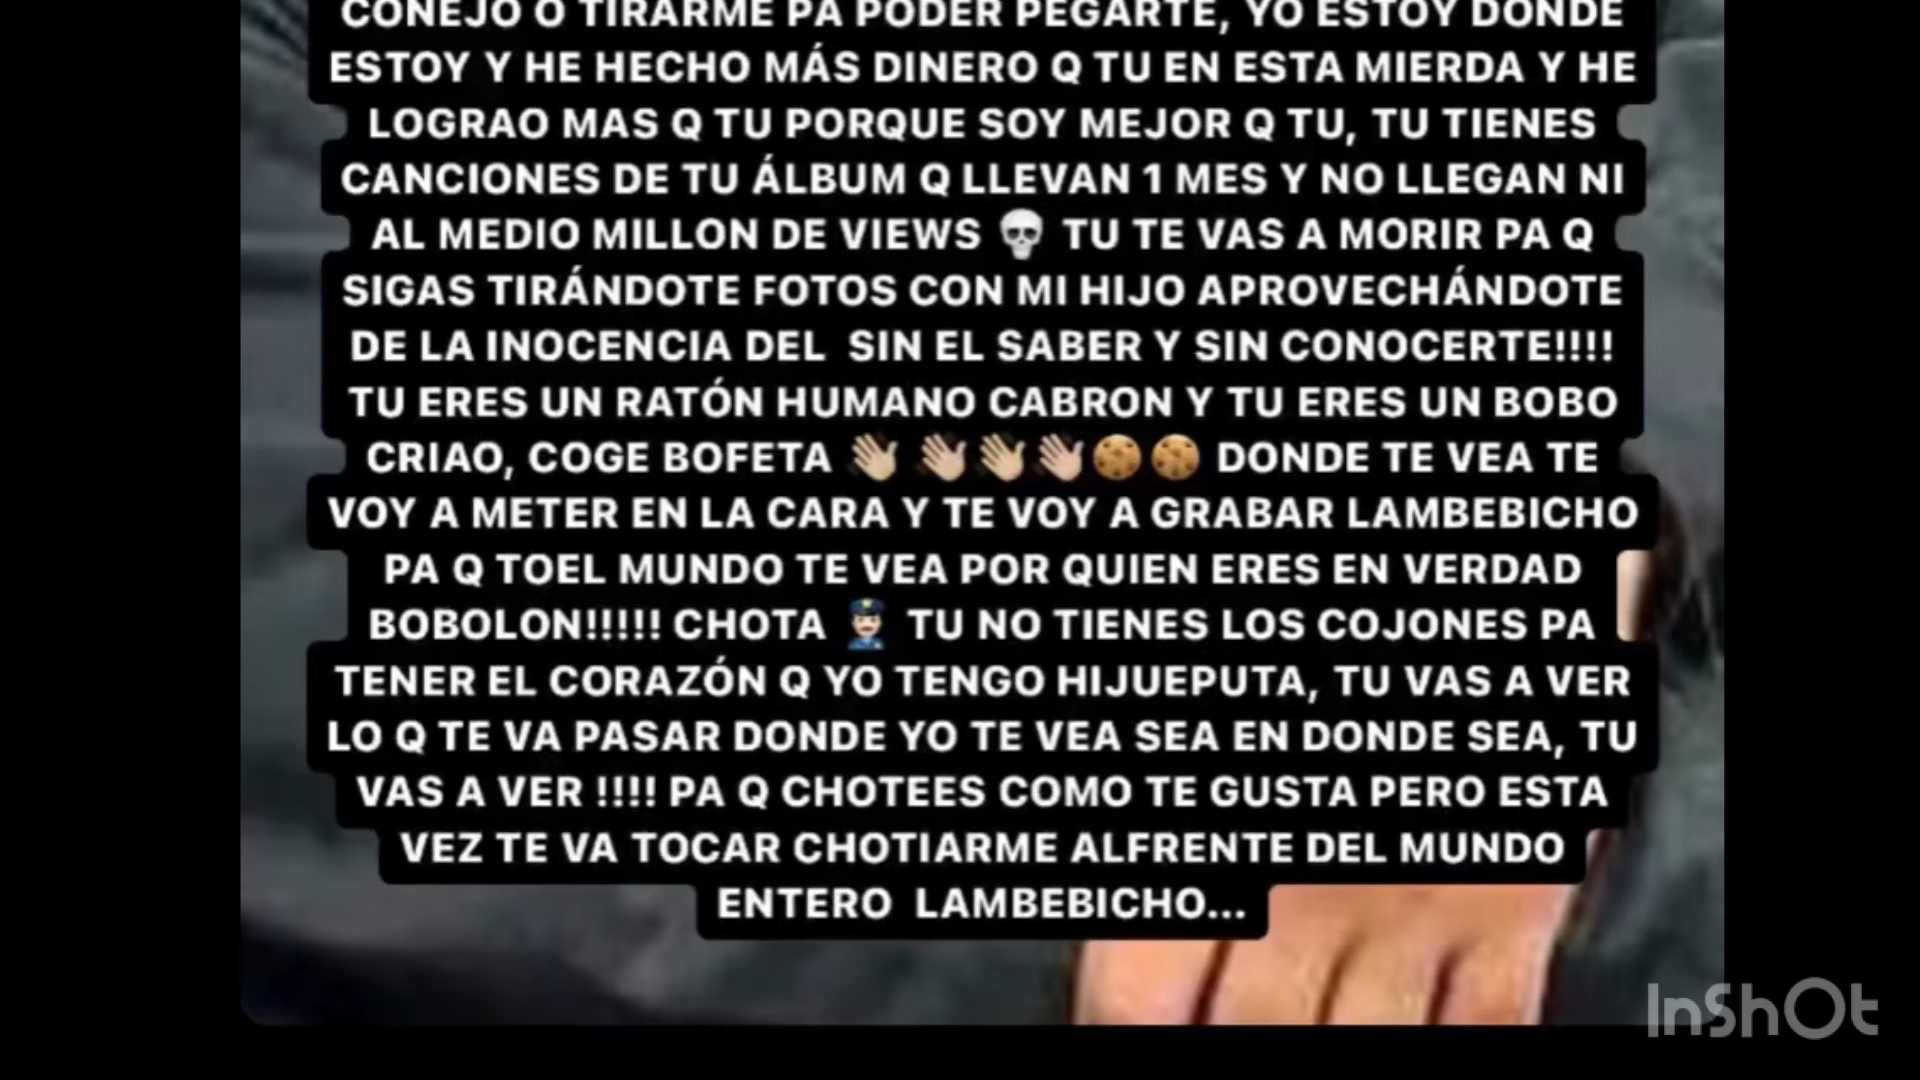 CONEJO O TIRARME PA PODER PEGARTE, YO ESTOY DONDE
ESTOY Y HE HECHO MÁS DINERO Q TU EN ESTA MIERDA Y HE
LOGRAO MAS Q TU PORQUE SOY MEJOR Q TU, TU TIENES
CANCIONES DE TU ÁLBUM Q LLEVAN 1 MES Y NO LLEGAN NI
AL MEDIO MILLON DE VIEWS 💀 TU TE VAS A MORIR PA Q
SIGAS TIRÁNDOTE FOTOS CON MI HIJO APROVECHÁNDOTE
DE LA INOCENCIA DEL  SIN EL SABER Y SIN CONOCERTE!!!!
TU ERES UN RATÓN HUMANO CABRON Y TU ERES UN BOBO
CRIAO, COGE BOFETA 👋🏼 👋🏼👋🏼👋🏼🍪🍪 DONDE TE VEA TE
VOY A METER EN LA CARA Y TE VOY A GRABAR LAMBEBICHO
PA Q TOEL MUNDO TE VEA POR QUIEN ERES EN VERDAD
BOBOLON!!!!! CHOTA 👮🏻‍♂️ TU NO TIENES LOS COJONES PA
TENER EL CORAZÓN Q YO TENGO HIJUEPUTA, TU VAS A VER
LO Q TE VA PASAR DONDE YO TE VEA SEA EN DONDE SEA, TU
VAS A VER !!!! PA Q CHOTEES COMO TE GUSTA PERO ESTA
VEZ TE VA TOCAR CHOTIARME ALFRENTE DEL MUNDO
ENTERO  LAMBEBICHO...
InShOt